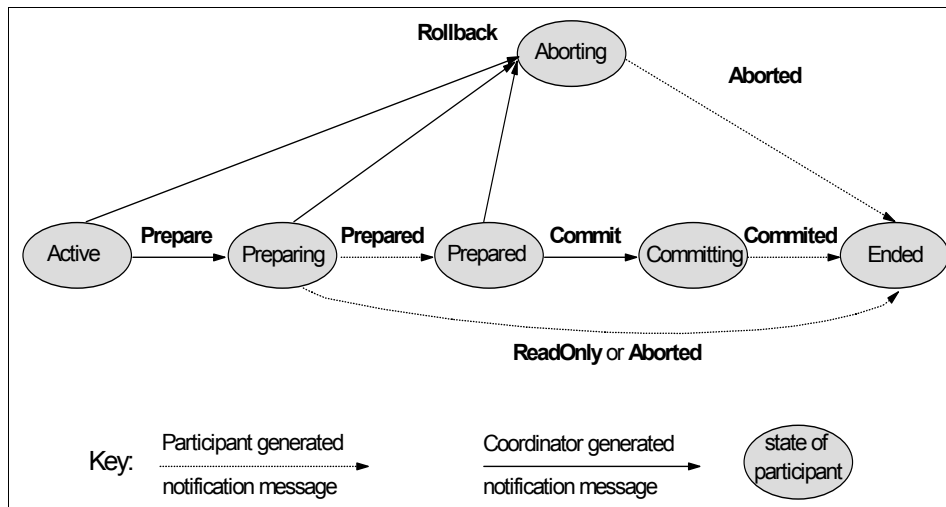 Rollback
Aborting
Aborted
Active
Prepare
Preparing
Prepared
Prepared
Commit
Committing
Commited
Ended
ReadOnly or Aborted
Key:
Participant generated
notification message
Coordinator generated
notification message
state of
participant